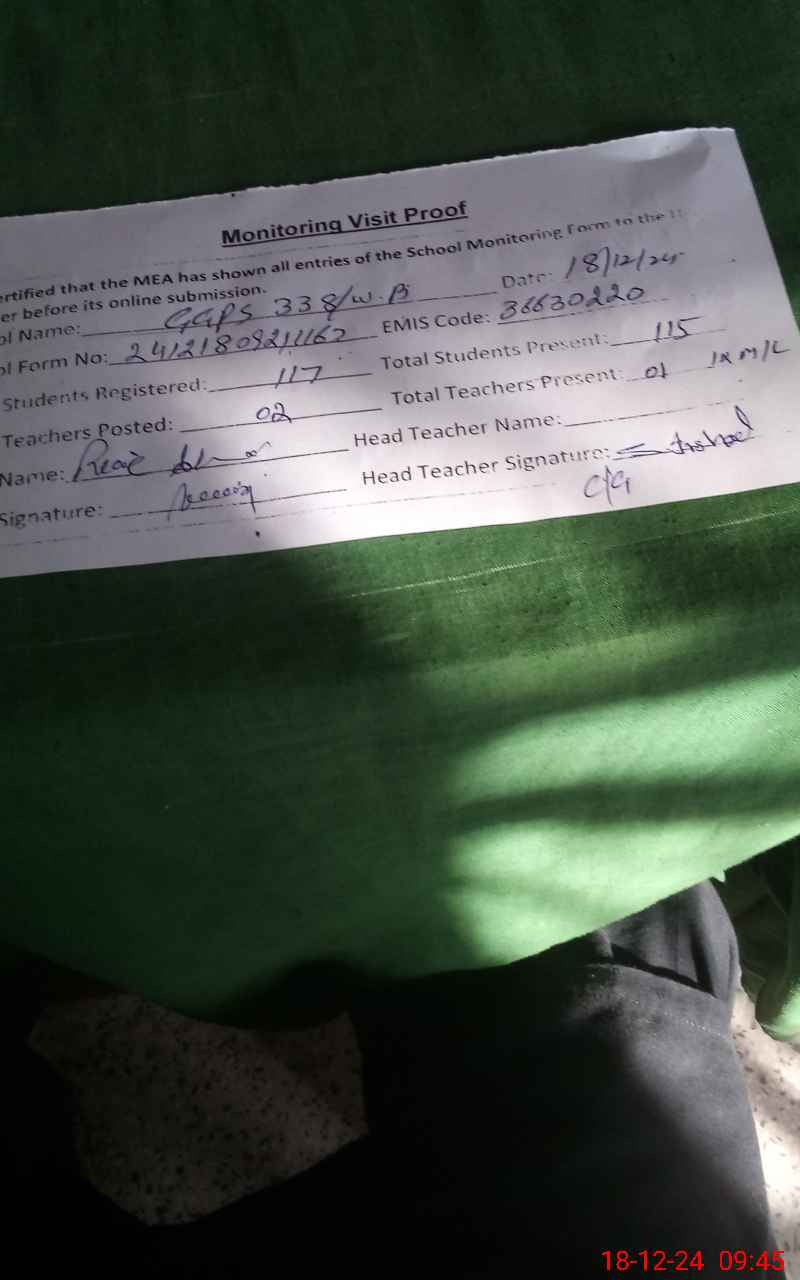 Monitoring Visit Proof
ertified that the MEA has shown all entries of the School Monitoring Form to the
er before its online submission.
ol Name: GGPS 338/W.B Date: 18/12/24
ol Form No: EMIS Code: 36630220
Students Registered: 117 Total Students Present: 115
Teachers Posted: 02 Total Teachers Present: 01 1x M/L
Name: Head Teacher Name:
Signature: Head Teacher Signature:
C/G
18-12-24 09:45